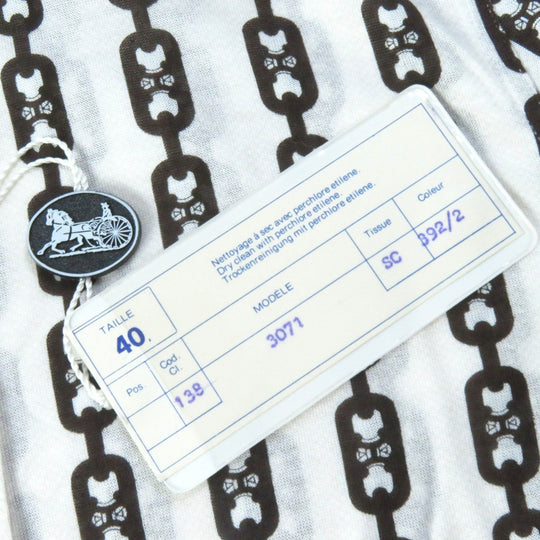 Nettoyage à sec avec perchlore etilene.
Dry clean with perchlore etilene.
Trockenreinigung mit perchlore etilene.
TAILLE
40.
MODELE
3071
Tissue
SC
Couleur
392/2
Pos.
Cod. Cl.
138